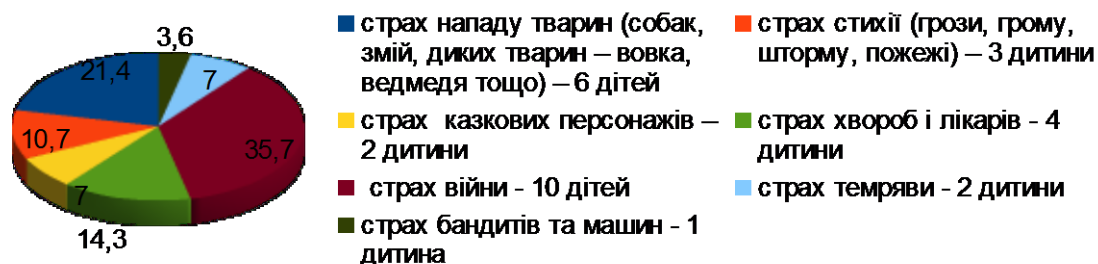 3,6
21,4
7
10,7
35,7
7
14,3
страх нападу тварин (собак,
змій, диких тварин – вовка,
ведмедя тощо) – 6 дітей
страх стихії (грози, грому,
шторму, пожежі) – 3 дитини
страх казкових персонажів –
2 дитини
страх хвороб і лікарів - 4
дитини
страх війни - 10 дітей
страх темряви - 2 дитини
страх бандитів та машин - 1
дитина